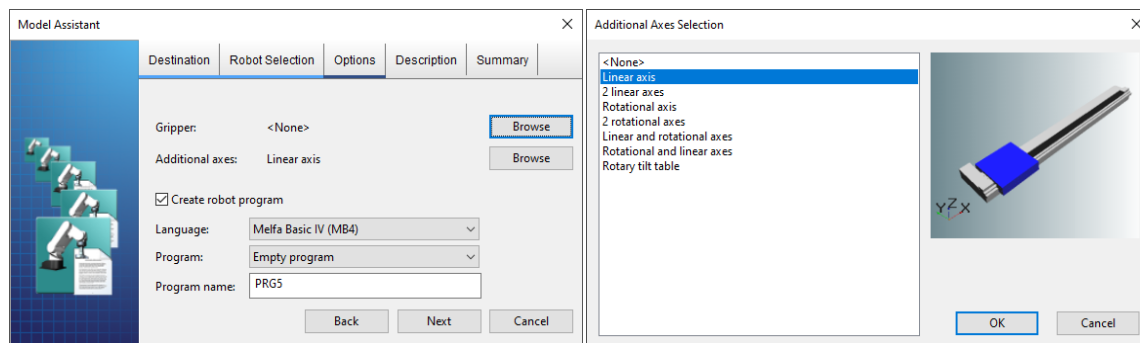 Model Assistant
Destination Robot Selection Options Description Summary
Gripper: <None> Browse
Additional axes: Linear axis Browse
Create robot program
Language: Melfa Basic IV (MB4)
Program: Empty program
Program name: PRG5
Back Next Cancel
Additional Axes Selection
<None>
Linear axis
2 linear axes
Rotational axis
2 rotational axes
Linear and rotational axes
Rotational and linear axes
Rotary tilt table
YZX
OK Cancel